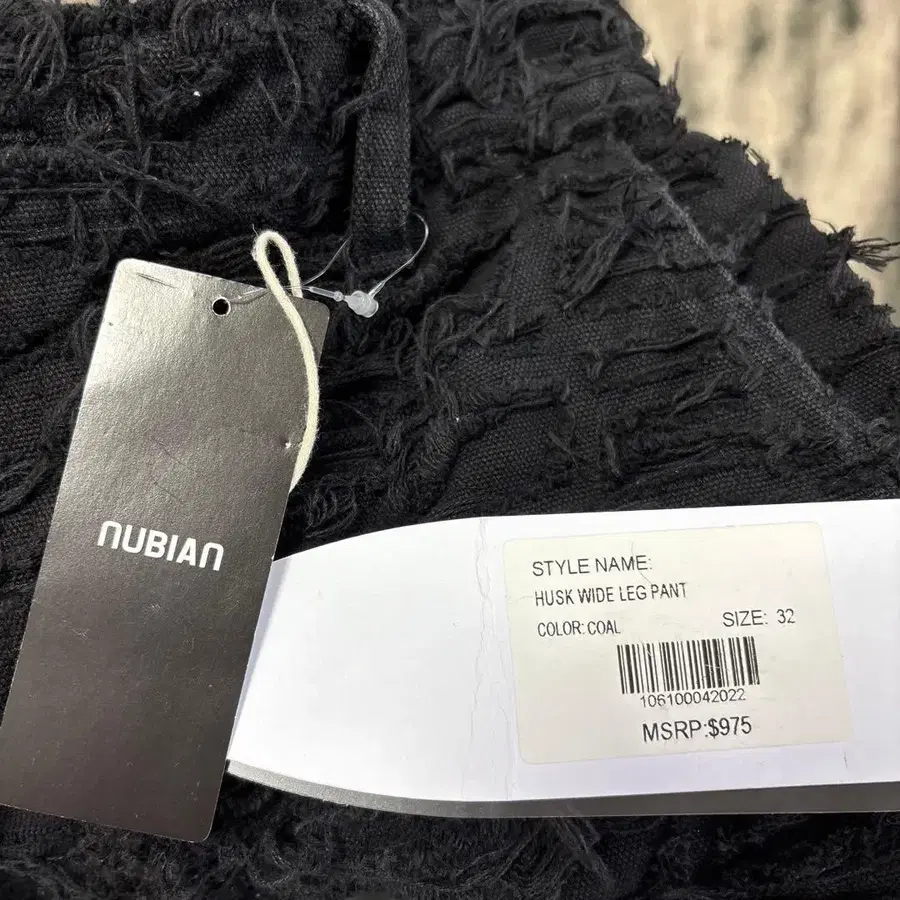 NUBIAN
STYLE NAME:
HUSK WIDE LEG PANT
COLOR: COAL SIZE: 32
106100042022
MSRP:$975